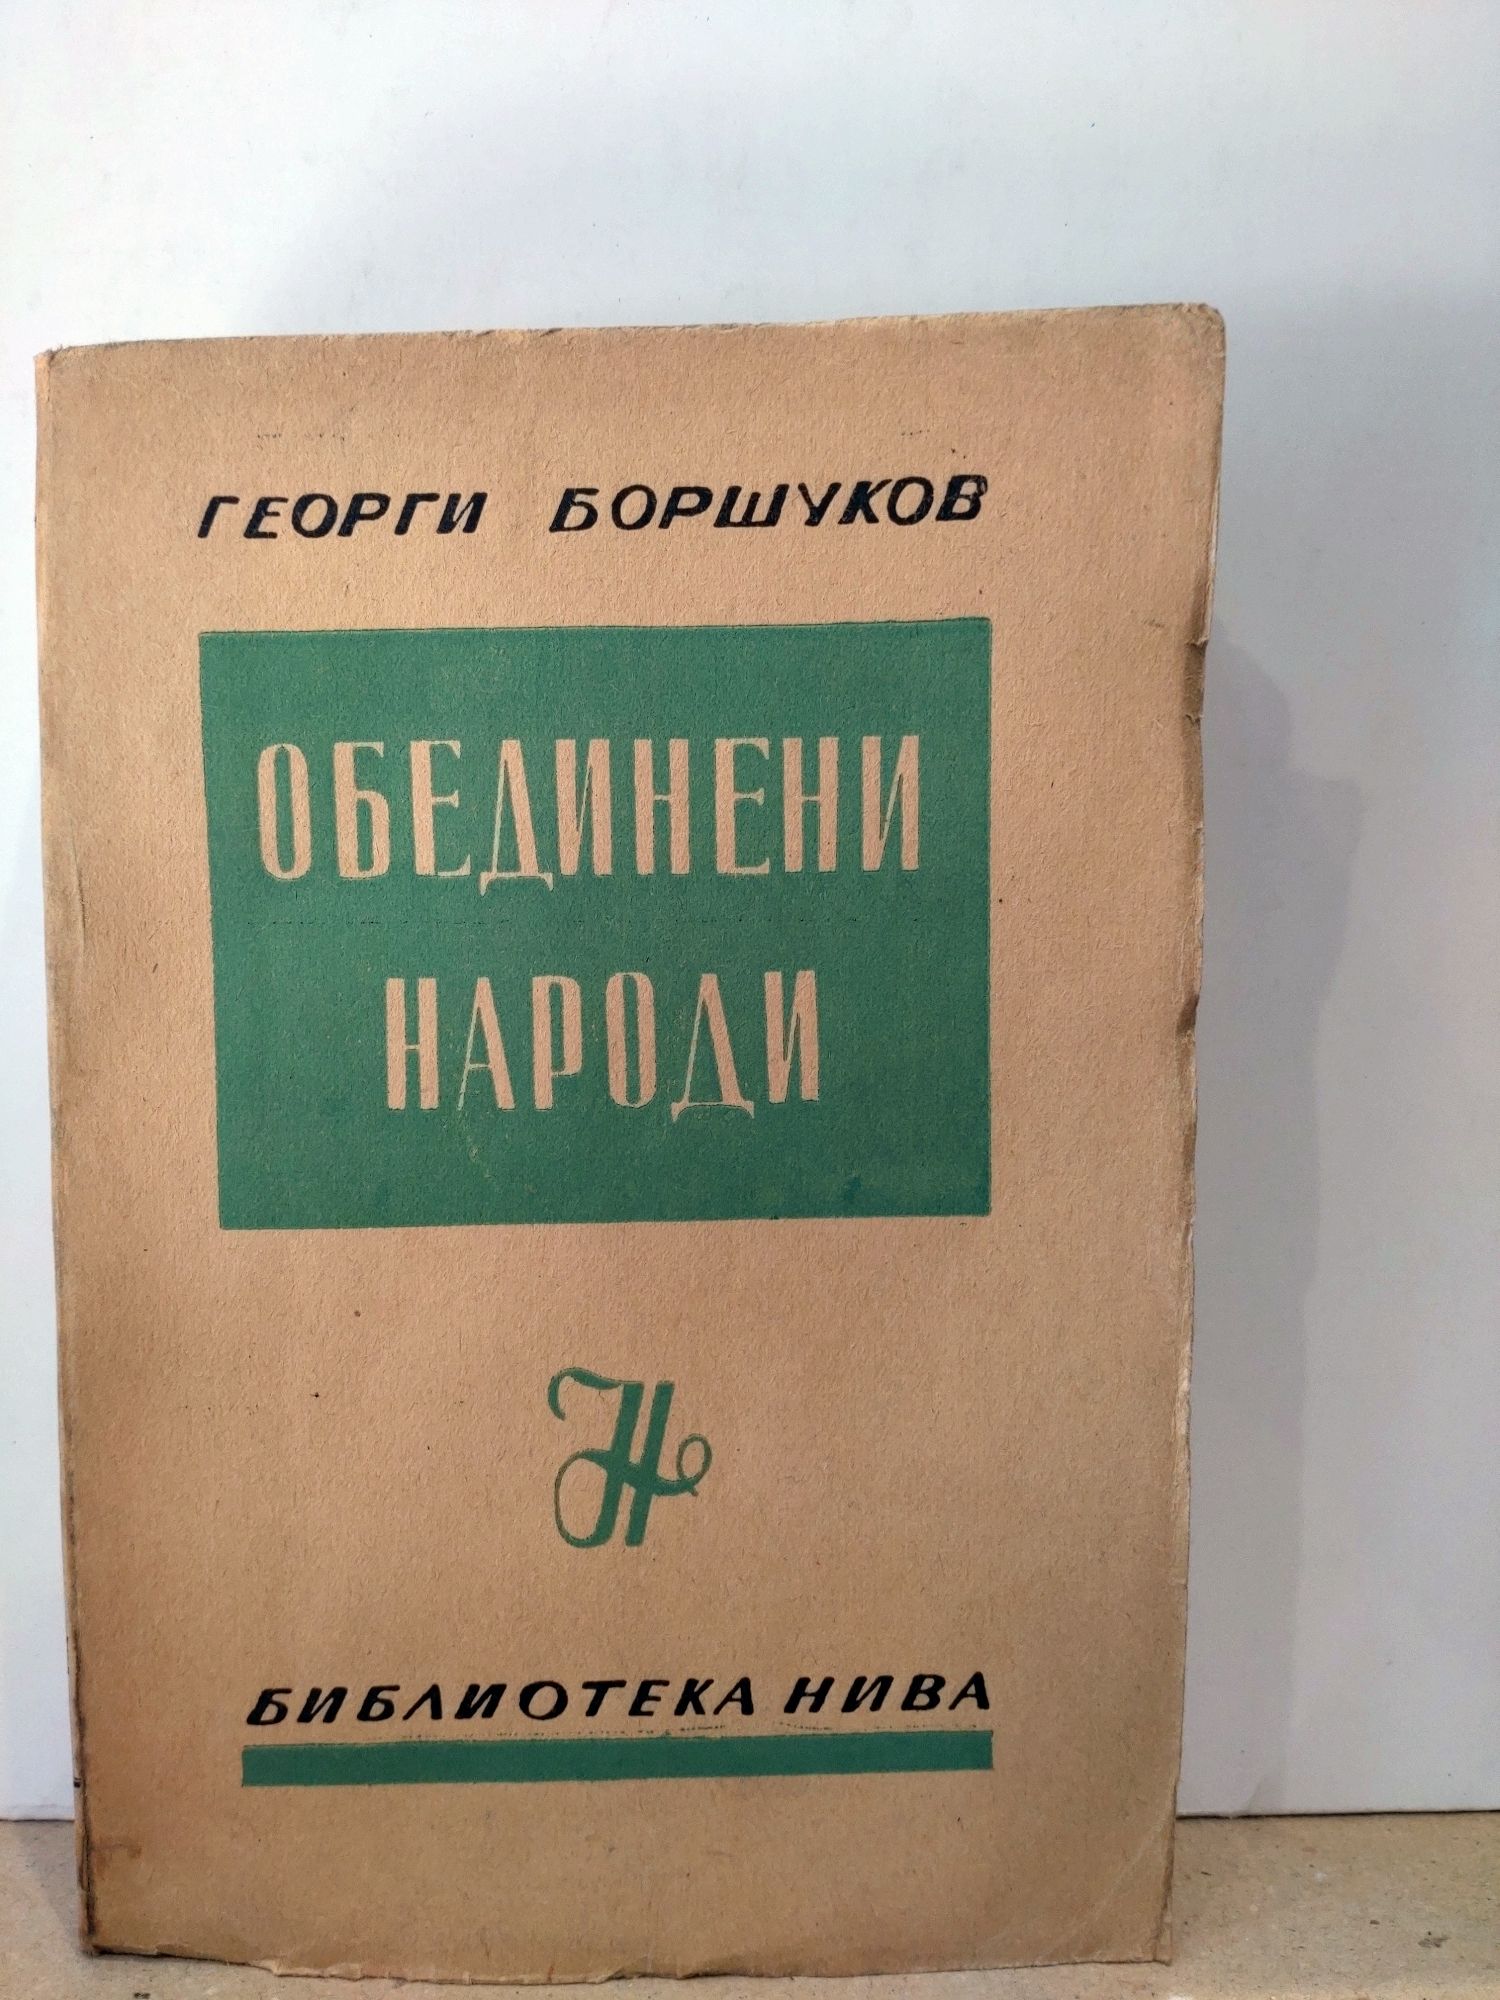 ГЕОРГИ БОРШУКОВ
ОБЕДИНЕНИ
НАРОДИ
Н
БИБЛИОТЕКА НИВА